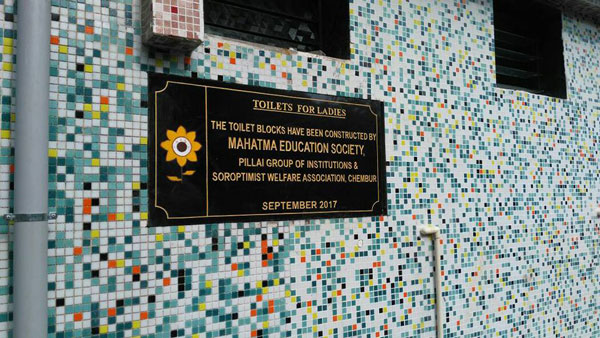 TOILETS FOR LADIES
THE TOILET BLOCKS HAVE BEEN CONSTRUCTED BY
MAHATMA EDUCATION SOCIETY,
PILLAI GROUP OF INSTITUTIONS &
SOROPTIMIST WELFARE ASSOCIATION, CHEMBUR
SEPTEMBER 2017